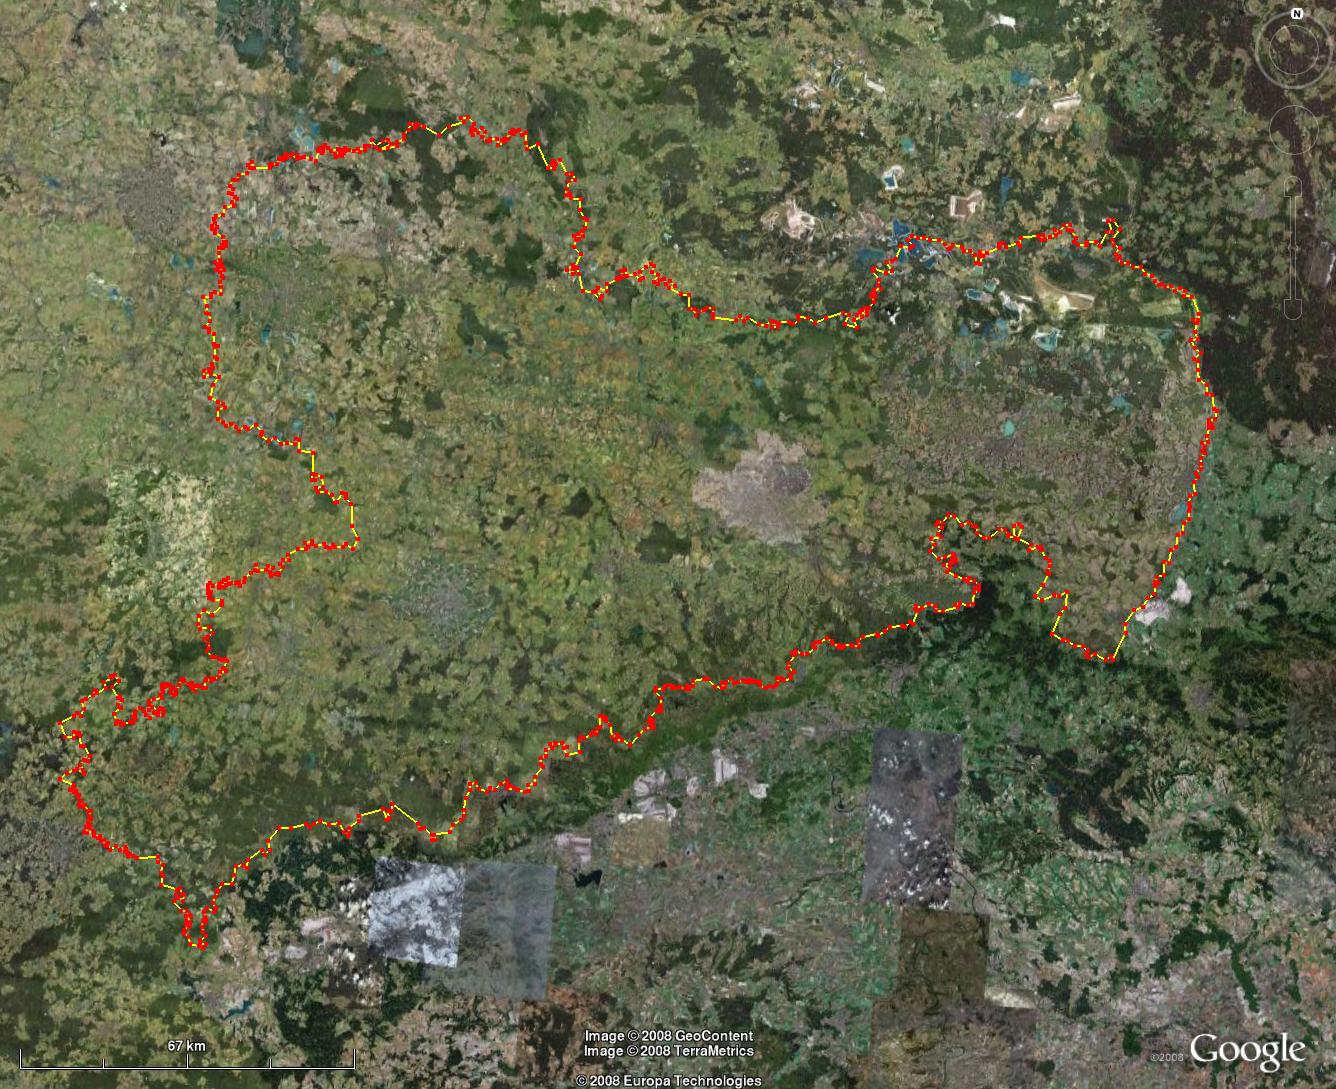 N
67 km
Image © 2008 GeoContent
Image © 2008 TerraMetrics
© 2008 Europa Technologies
©2008 Google